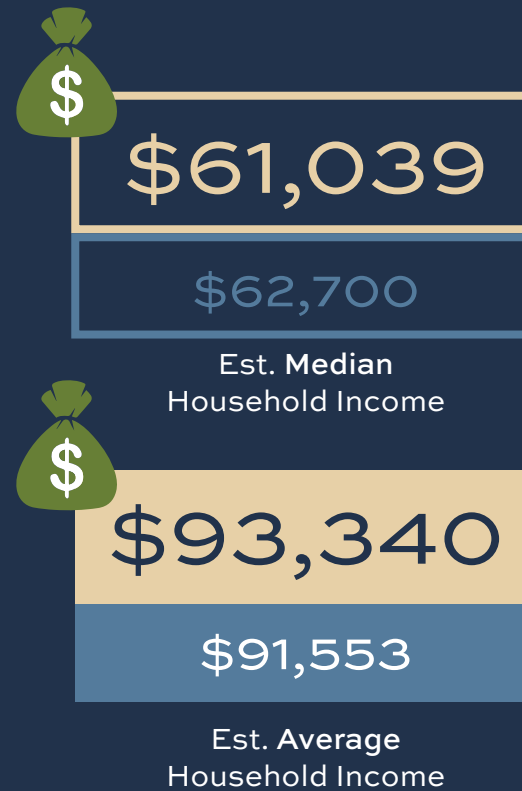 $
$61,039
$62,700
Est. Median
Household Income
$
$93,340
$91,553
Est. Average
Household Income